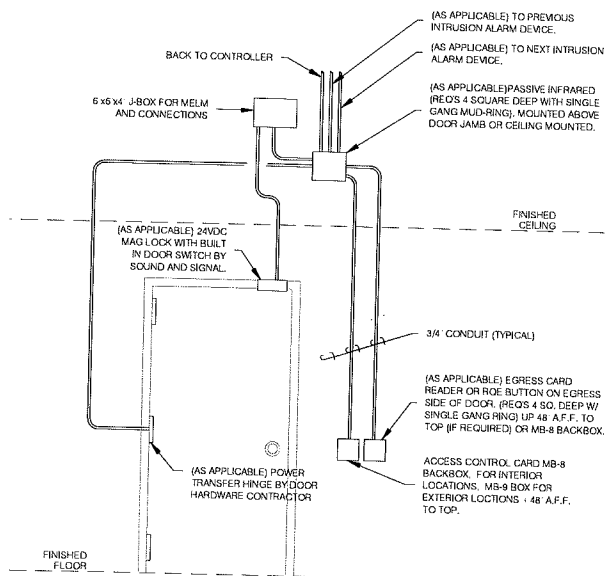 (AS APPLICABLE) TO PREVIOUS
INTRUSION ALARM DEVICE.
BACK TO CONTROLLER
(AS APPLICABLE) TO NEXT INTRUSION
ALARM DEVICE.
6 x6 x4" J-BOX FOR MELM
AND CONNECTIONS
(AS APPLICABLE)PASSIVE INFRARED
(REQ'S 4 SQUARE DEEP WITH SINGLE
GANG MUD-RING). MOUNTED ABOVE
DOOR JAMB OR CEILING MOUNTED.
FINISHED
CEILING
(AS APPLICABLE) 24VDC
MAG LOCK WITH BUILT
IN DOOR SWITCH BY
SOUND AND SIGNAL.
3/4" CONDUIT (TYPICAL)
(AS APPLICABLE) EGRESS CARD
READER OR RQE BUTTON ON EGRESS
SIDE OF DOOR. (REQ'S 4 SQ. DEEP W/
SINGLE GANG RING) UP 48" A.F.F. TO
TOP (IF REQUIRED) OR MB-8 BACKBOX.
(AS APPLICABLE) POWER
TRANSFER HINGE BY DOOR
HARDWARE CONTRACTOR
ACCESS CONTROL CARD MB-8
BACKBOX, FOR INTERIOR
LOCATIONS, MB-9 BOX FOR
EXTERIOR LOCTIONS 48" A.F.F.
TO TOP.
FINISHED
FLOOR